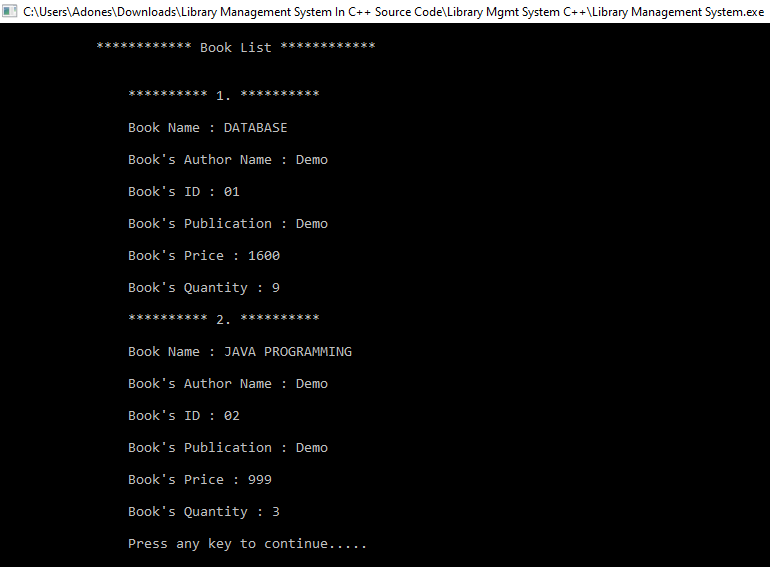 C:\Users\Adones\Downloads\Library Management System In C++ Source Code\Library Mgmt System C++\Library Management System.exe
************ Book List ************
********** 1. **********
Book Name : DATABASE
Book's Author Name : Demo
Book's ID : 01
Book's Publication : Demo
Book's Price : 1600
Book's Quantity : 9
********** 2. **********
Book Name : JAVA PROGRAMMING
Book's Author Name : Demo
Book's ID : 02
Book's Publication : Demo
Book's Price : 999
Book's Quantity : 3
Press any key to continue.....